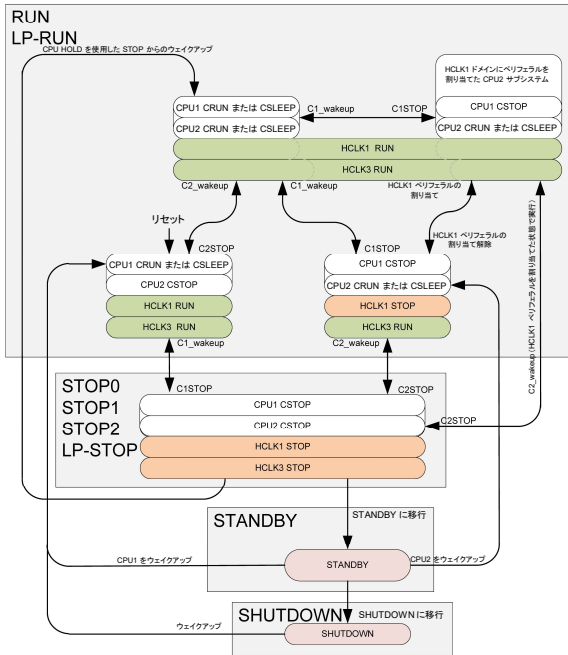 RUN
LP-RUN
CPU HOLD を使用した STOP からのウェイクアップ
HCLK1 ドメインにペリフェラルを
割り当てた CPU2 サブシステム
CPU1 CRUN または CSLEEP
CPU2 CRUN または CSLEEP
C1_wakeup
C1STOP
CPU1 CSTOP
CPU2 CRUN または CSLEEP
HCLK1 RUN
HCLK3 RUN
C2_wakeup
C1_wakeup
HCLK1 ペリフェラルの
割り当て
リセット
C2STOP
C1STOP
HCLK1 ペリフェラルの
割り当て解除
CPU1 CRUN または CSLEEP
CPU2 CSTOP
HCLK1 RUN
HCLK3 RUN
CPU1 CSTOP
CPU2 CRUN または CSLEEP
HCLK1 STOP
HCLK3 RUN
C2_wakeup (HCLK1 ペリフェラルを割り当てた状態で実行)
C1_wakeup
C2_wakeup
STOP0
STOP1
STOP2
LP-STOP
C1STOP
C2STOP
CPU1 CSTOP
CPU2 CSTOP
HCLK1 STOP
HCLK3 STOP
C2STOP
STANDBY
STANDBY に移行
CPU1 をウェイクアップ
STANDBY
CPU2 をウェイクアップ
SHUTDOWN
SHUTDOWN に移行
ウェイクアップ
SHUTDOWN